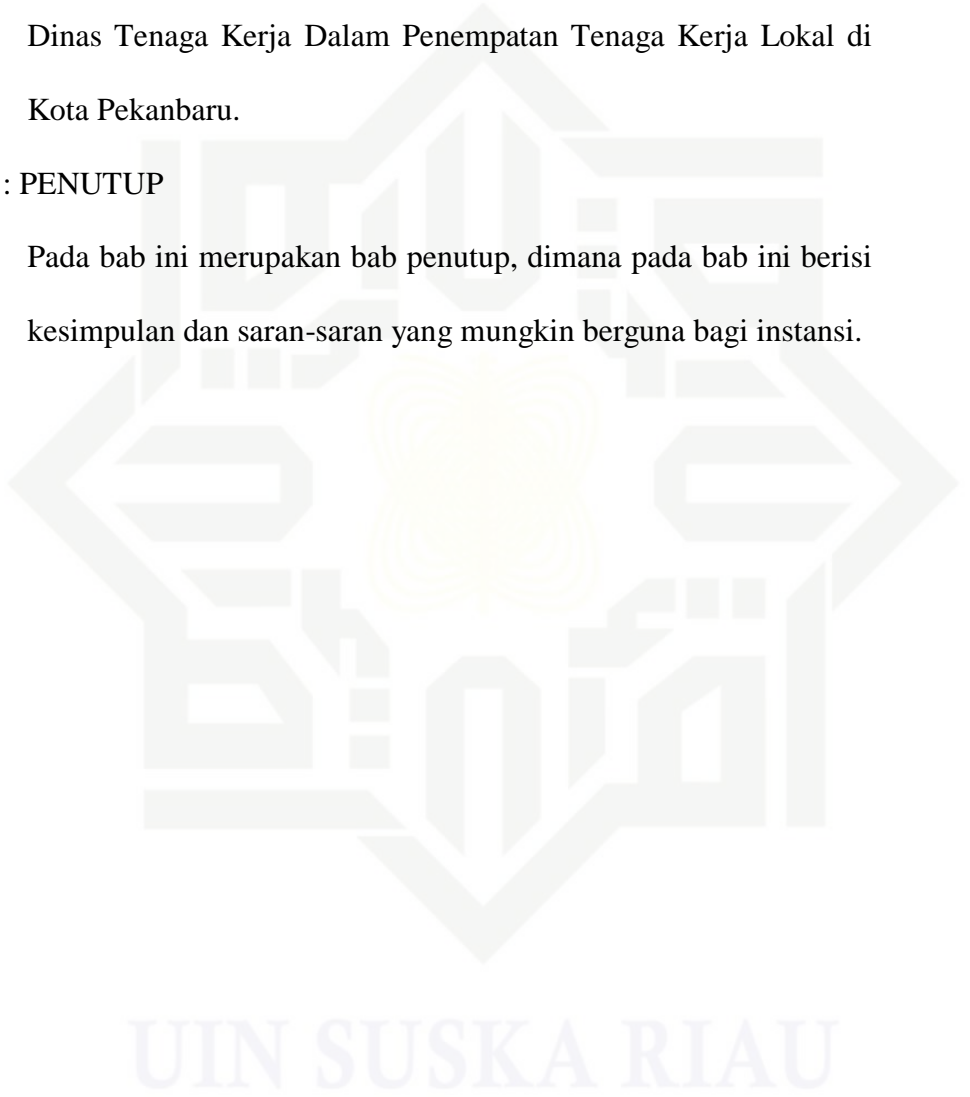 Dinas Tenaga Kerja Dalam Penempatan Tenaga Kerja Lokal di
Kota Pekanbaru.
: PENUTUP
Pada bab ini merupakan bab penutup, dimana pada bab ini berisi
kesimpulan dan saran-saran yang mungkin berguna bagi instansi.
UIN SUSKA RIAU